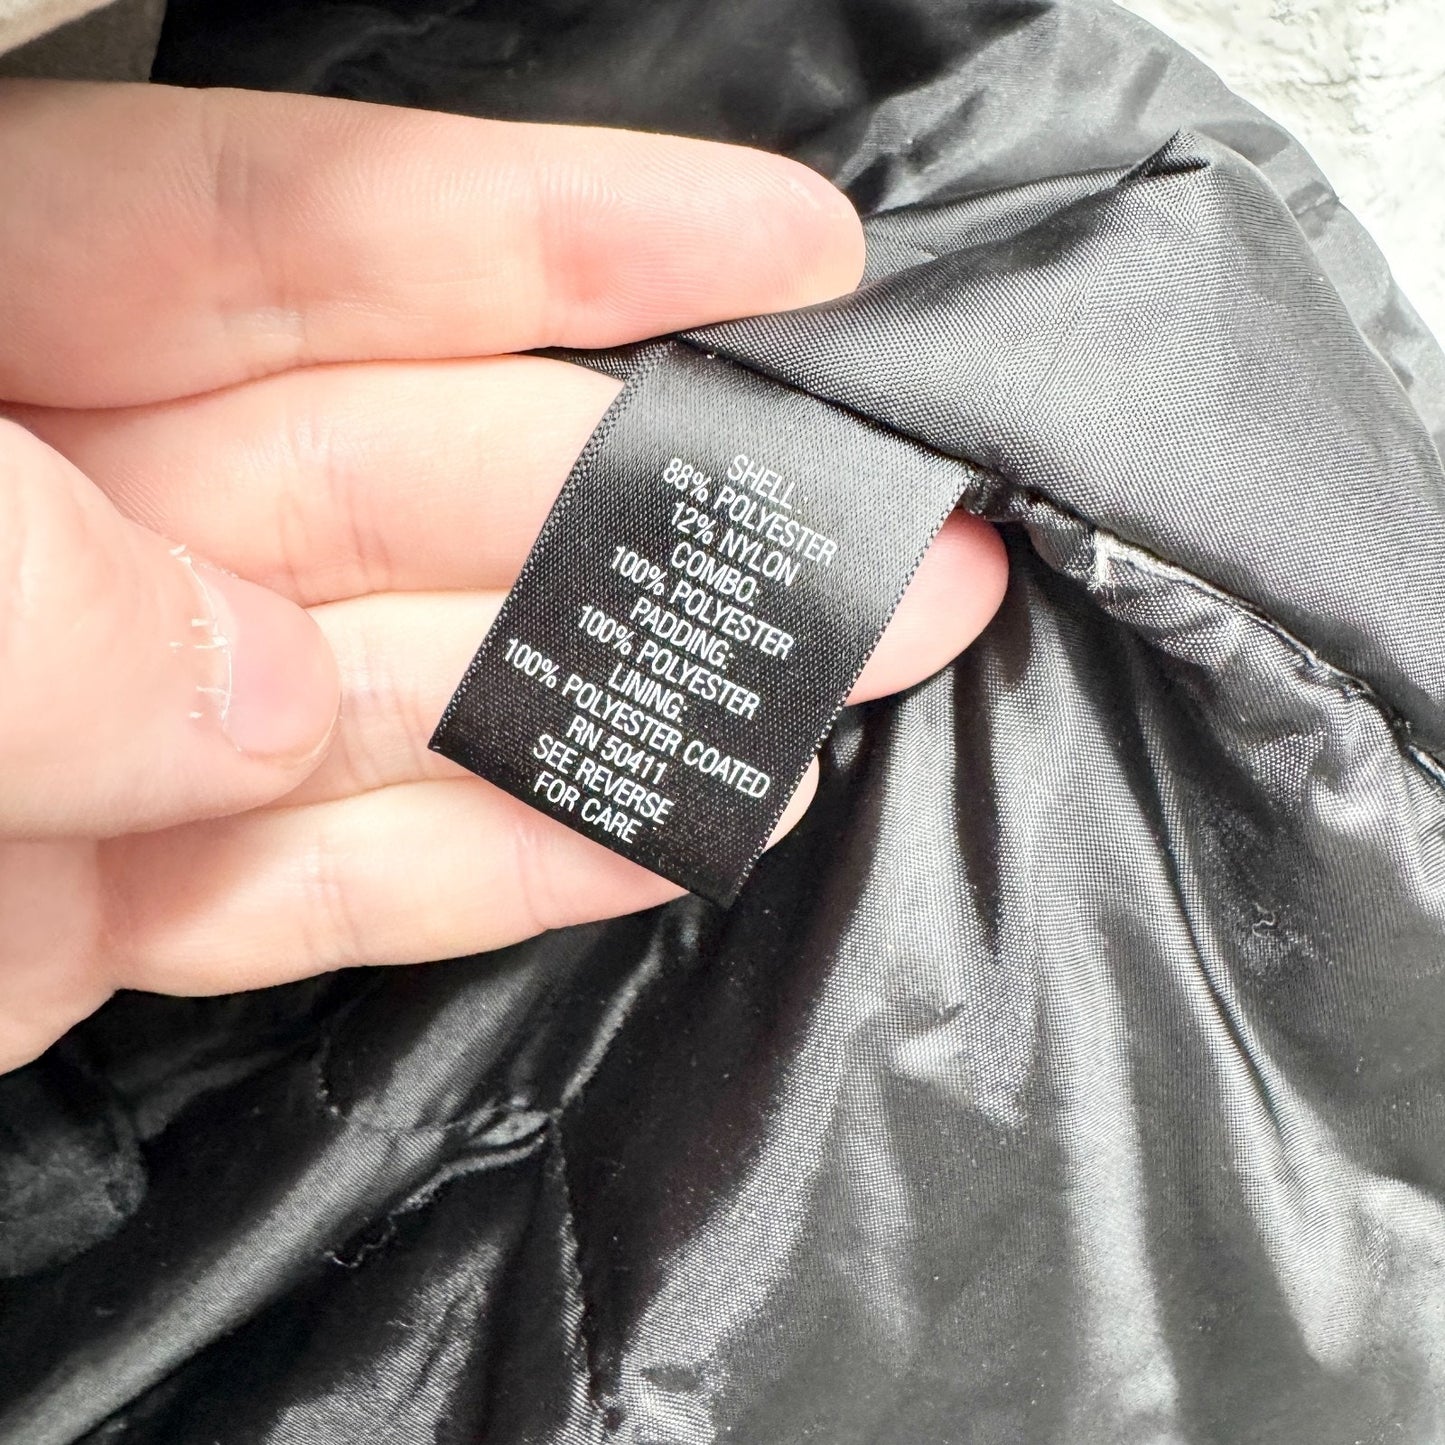 SHELL:
88% POLYESTER
12% NYLON
COMBO:
100% POLYESTER
PADDING:
100% POLYESTER
LINING:
100% POLYESTER COATED
RN 50411
SEE REVERSE
FOR CARE